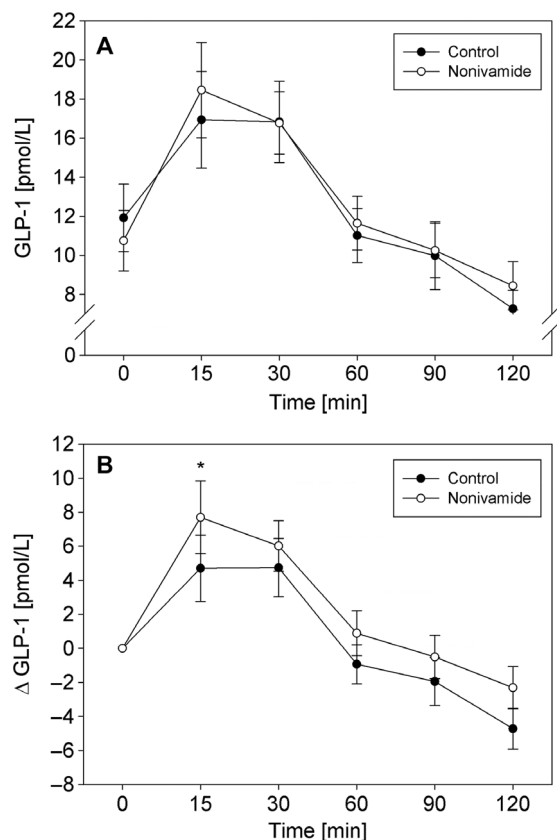 A
Control
Nonivamide
GLP-1 [pmol/L]
22
20
18
16
14
12
10
8
0
0 15 30 60 90 120
Time [min]
B
*
Control
Nonivamide
Δ GLP-1 [pmol/L]
12
10
8
6
4
2
0
–2
–4
–6
–8
0 15 30 60 90 120
Time [min]